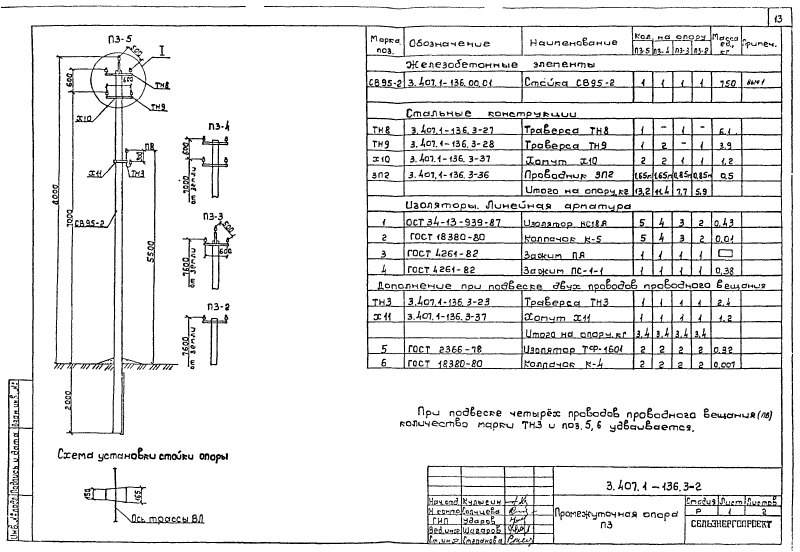 13
П3-5
I
500
600
600
ТН8
ТН9
Х10
ПВ
Х11
ТН3
СВ95-2
8000
7000
5500
2000
П3-4
600
7000 от земли
П3-3
500
600
7600 от земли
П3-2
7600 от земли
Схема установки стойки опоры
150
165
Ось трассы ВЛ
Марка поз. Обозначение Наименование Кол. на опору Масса ед, кг Примеч.
П3-5 П3-4 П3-3 П3-2
Железобетонные элементы
СВ95-2 3.407.1-136.00.01 Стойка СВ95-2 1 1 1 1 750
Стальные конструкции
ТН8 3.407.1-136.3-27 Траверса ТН8 1 - 1 - 6.1
ТН9 3.407.1-136.3-28 Траверса ТН9 1 2 - 1 3.9
Х10 3.407.1-136.3-37 Хомут Х10 2 2 1 1 1.2
ЗП2 3.407.1-136.3-36 Проводник ЗП2 1,65м 1,65м 0,85м 0,85м 0,5
Итого на опору, кг 13,2 11,4 7,7 5,9
Изоляторы. Линейная арматура
1 ОСТ 34-13-939-87 Изолятор НС18А 5 4 3 2 0.43
2 ГОСТ 18380-80 Колпачок К-5 5 4 3 2 0.01
3 ГОСТ 4261-82 Зажим ПА 1 1 1 1
4 ГОСТ 4261-82 Зажим ПС-1-1 1 1 1 1 0,38
Дополнение при подвеске двух проводов проводного вещания
ТН3 3.407.1-136.3-23 Траверса ТН3 1 1 1 1 2.4
Х11 3.407.1-136.3-37 Хомут Х11 1 1 1 1 1.2
Итого на опору, кг 3,4 3,4 3,4 3,4
5 ГОСТ 2366-78 Изолятор ТФ-1601 2 2 2 2 0,32
6 ГОСТ 18380-80 Колпачок К-4 2 2 2 2 0,007
При подвеске четырёх проводов проводного вещания (ПВ)
количество марки ТН3 и поз. 5, 6 удваивается.
3.407.1-136.3-2
Нач.отд. Кулыгин
Н.контр. Солнцева
ГИП Ударов
Вед.инж. Шагаров
Ст.инж Степанова
Промежуточная опора
П3
Стадия Лист Листов
Р 1 2
СЕЛЬЭНЕРГОПРОЕКТ
Инв.№ подл. Подпись и дата Взам.инв.№